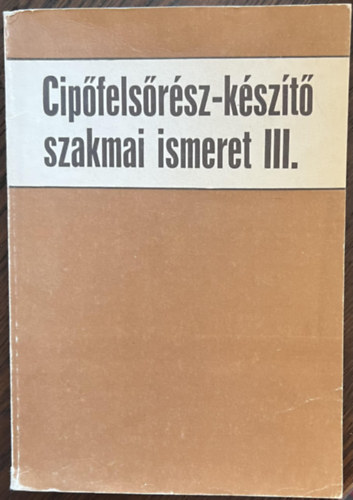 Cipőfelsőrész-készítő
szakmai ismeret III.